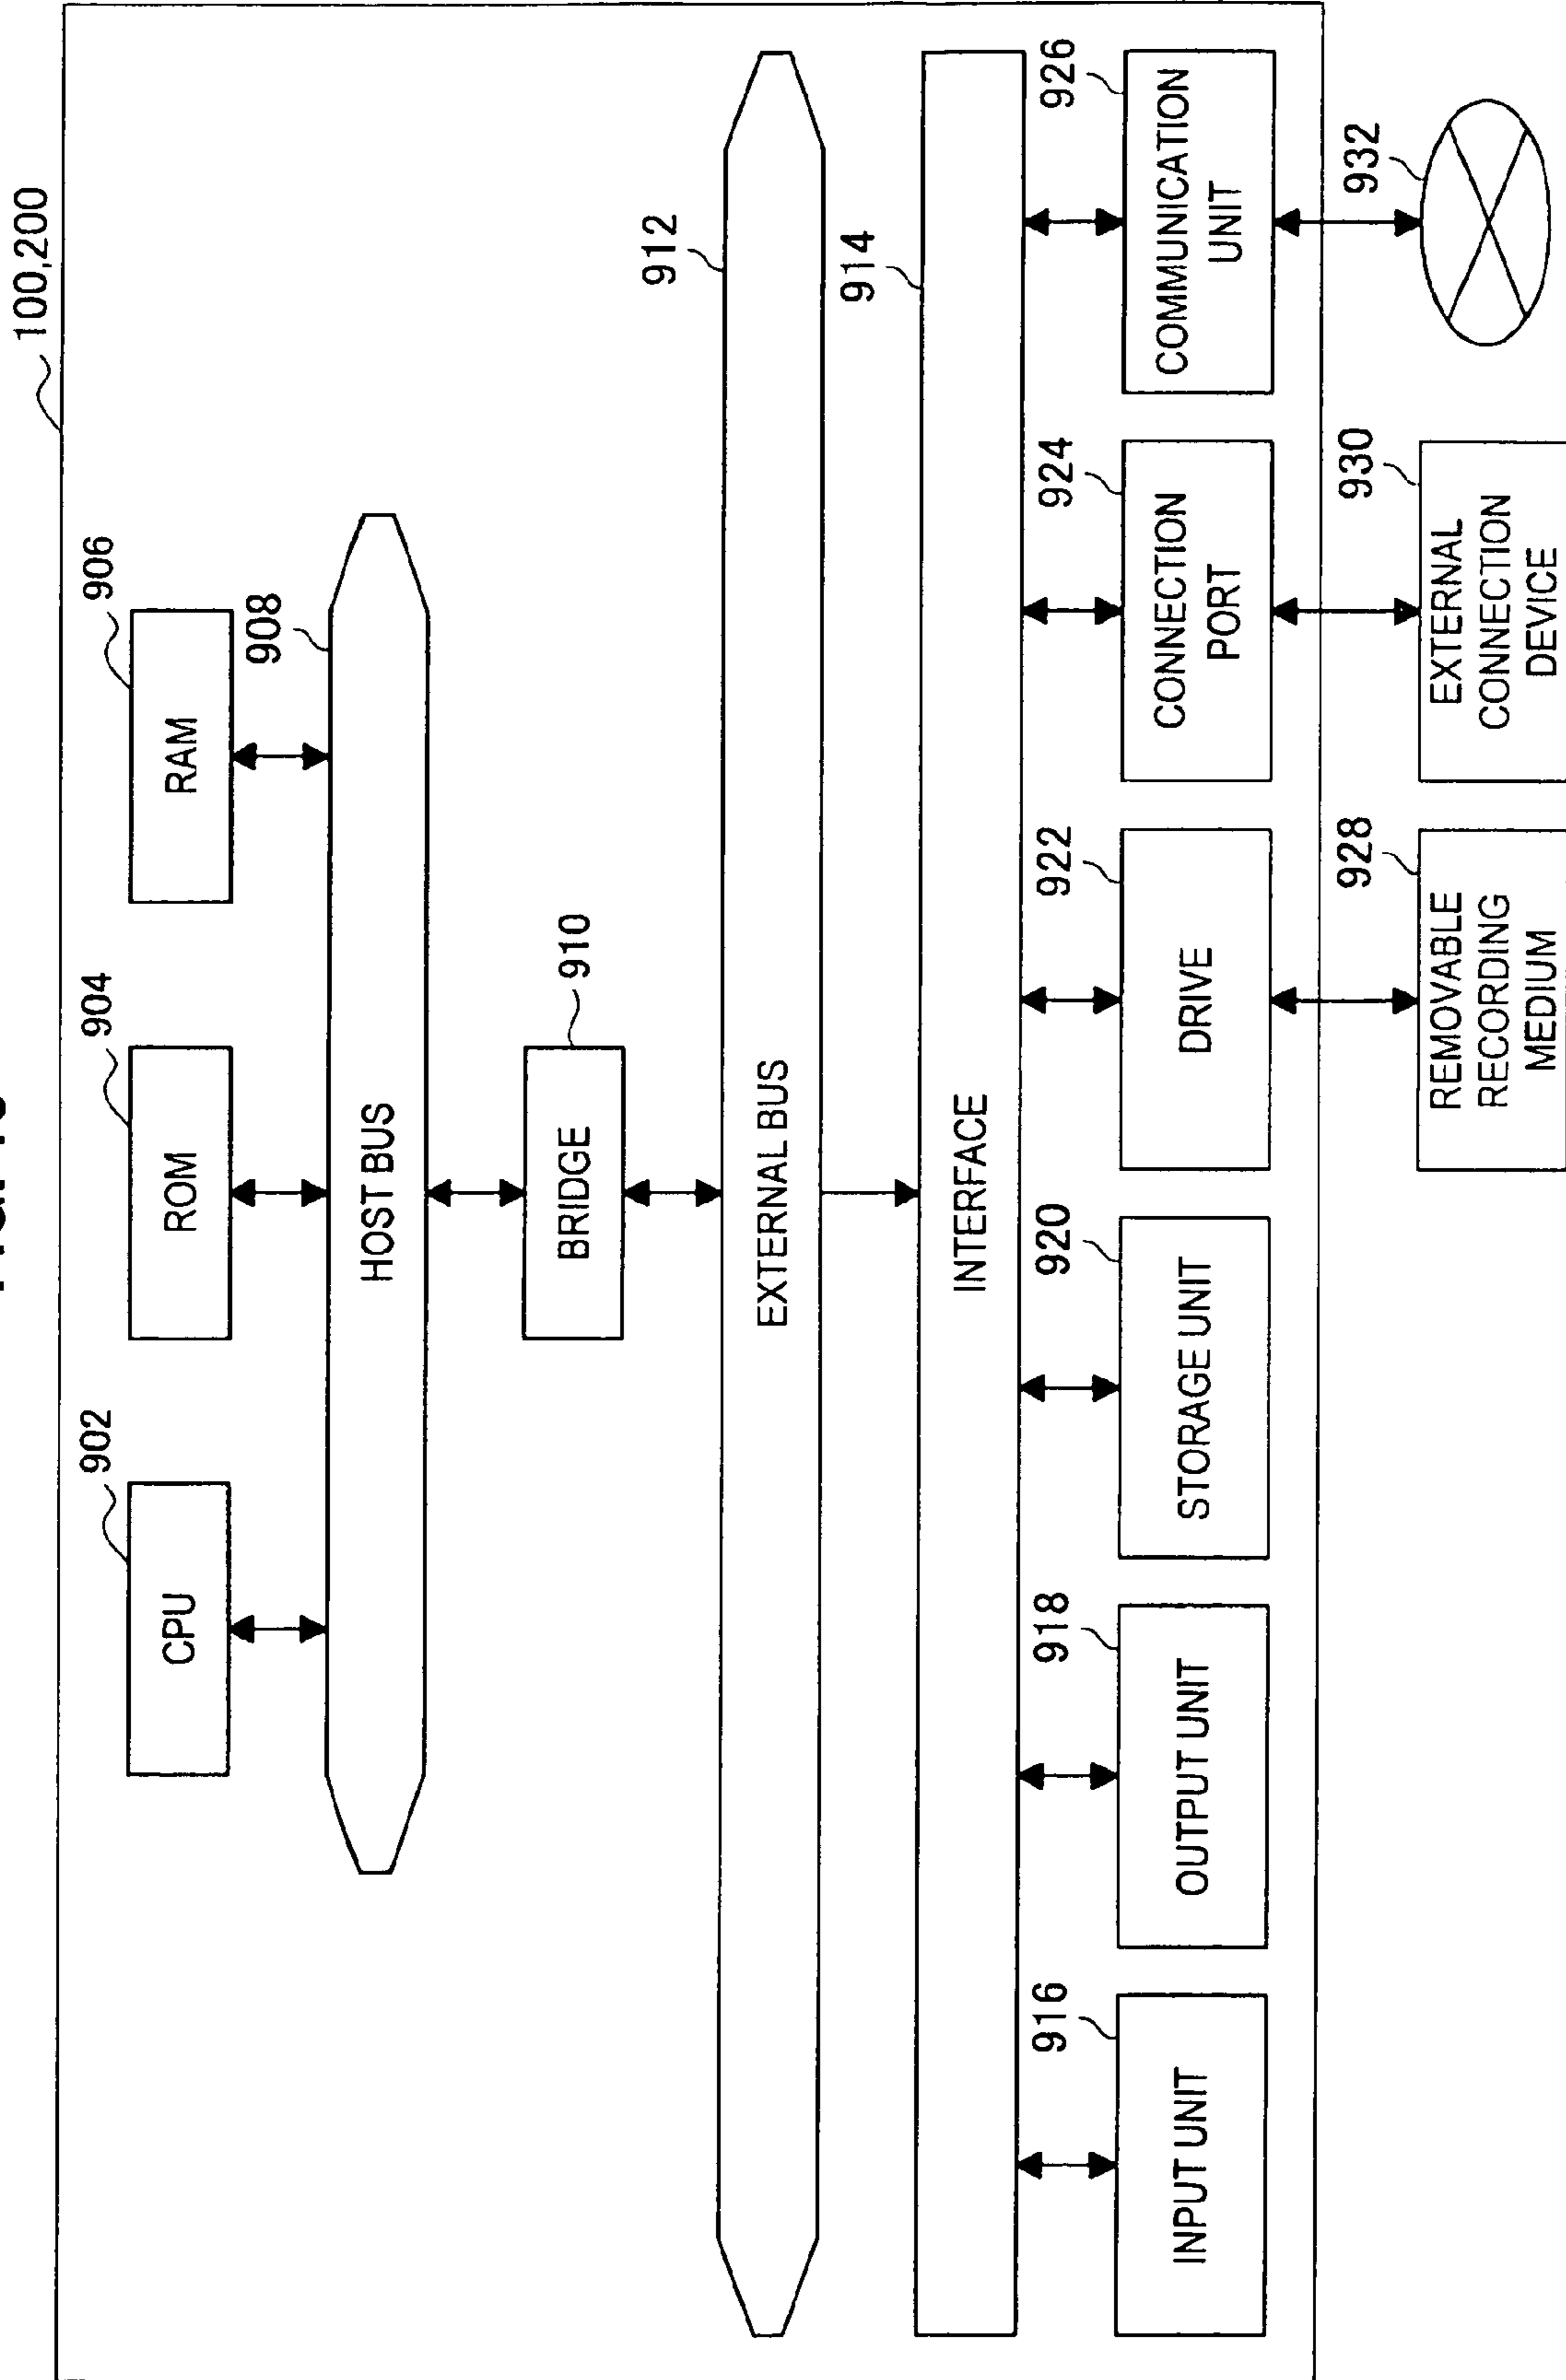 100,200
902
CPU
904
ROM
906
RAM
908
HOST BUS
910
BRIDGE
912
EXTERNAL BUS
914
INTERFACE
916
INPUT UNIT
918
OUTPUT UNIT
920
STORAGE UNIT
922
DRIVE
924
CONNECTION
PORT
926
COMMUNICATION
UNIT
928
REMOVABLE
RECORDING
MEDIUM
930
EXTERNAL
CONNECTION
DEVICE
932